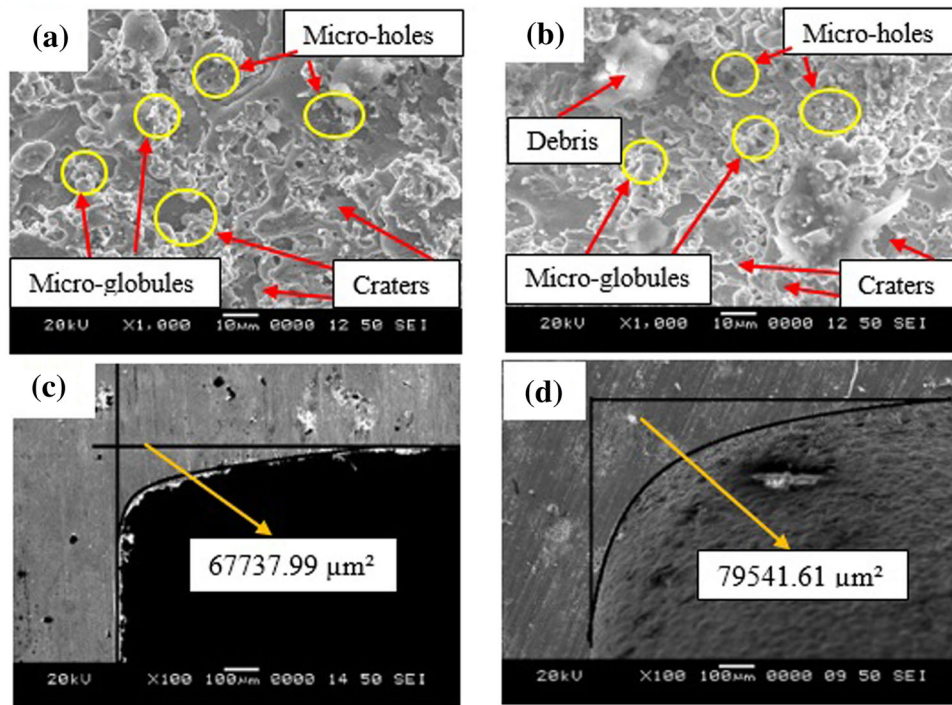 (a)
Micro-holes
Micro-globules
Craters
20kV X1,000 10µm 0000 12 50 SEI
(b)
Micro-holes
Debris
Micro-globules
Craters
20kV X1,000 10µm 0000 12 50 SEI
(c)
67737.99 µm²
20kV X100 100µm 0000 14 50 SEI
(d)
79541.61 µm²
20kV X100 100µm 0000 09 50 SEI